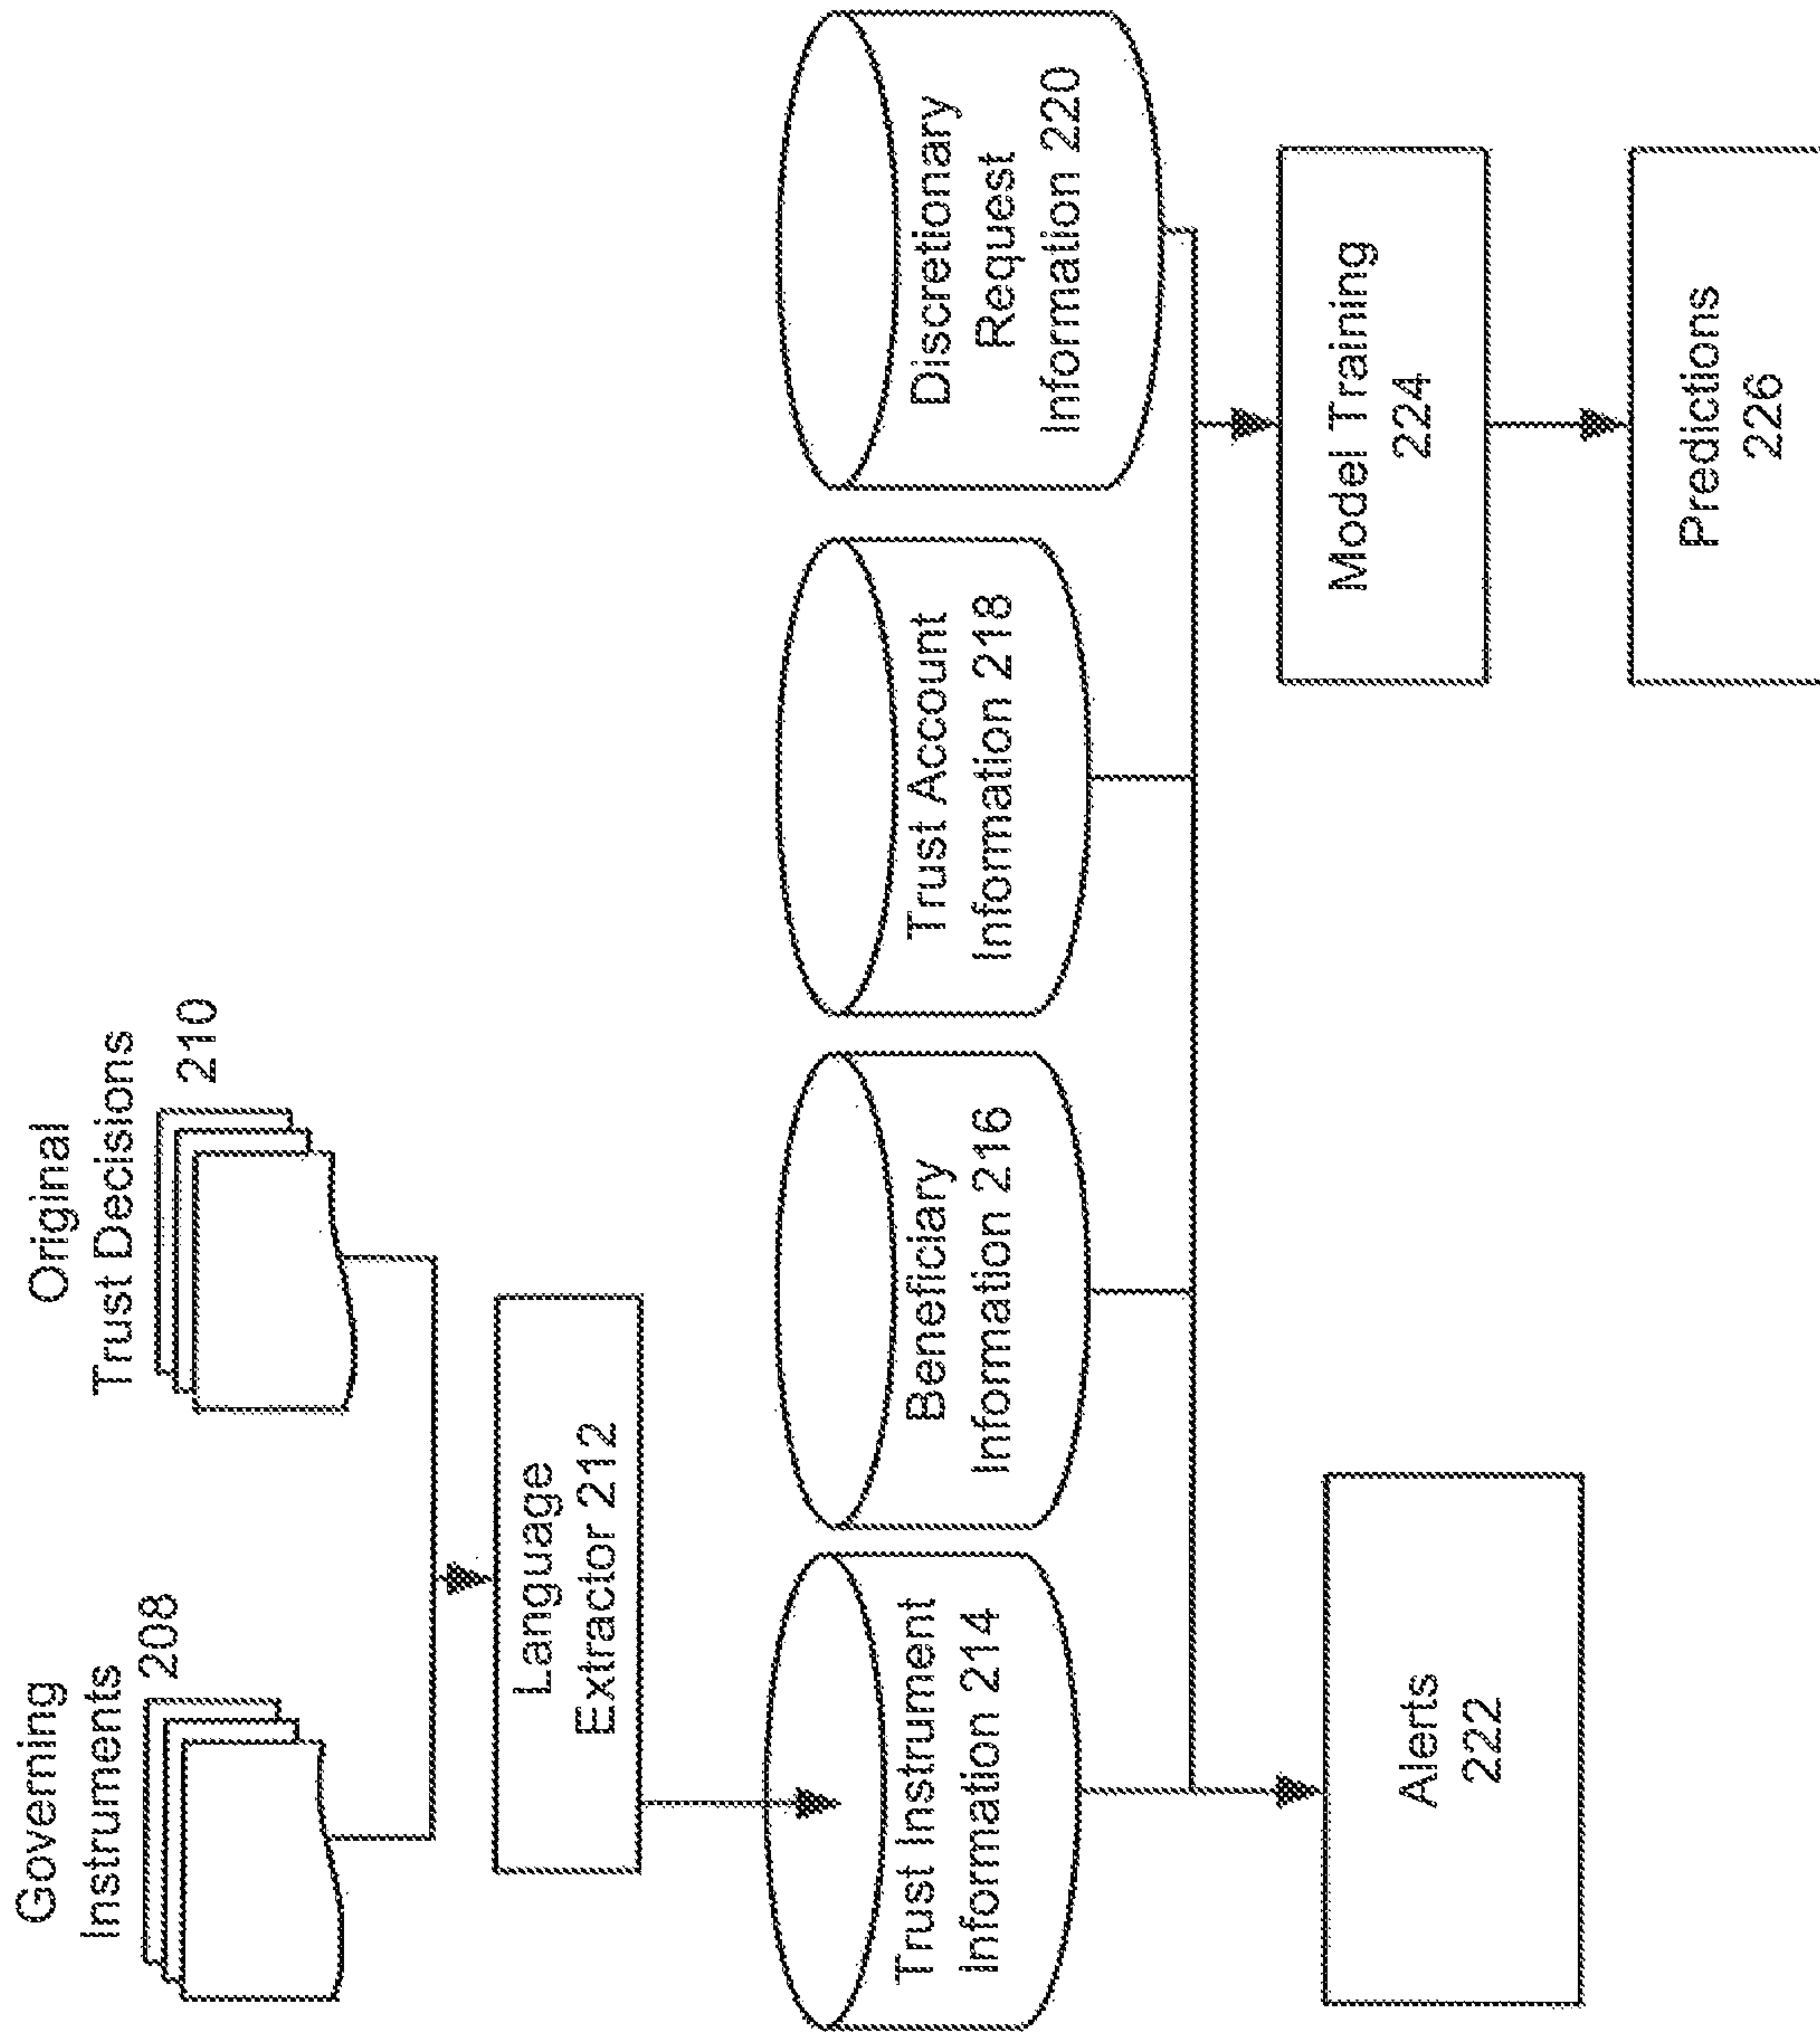 Governing
Instruments
208
Original
Trust Decisions
210
Language
Extractor 212
Trust Instrument
Information 214
Beneficiary
Information 216
Trust Account
Information 218
Discretionary
Request
Information 220
Alerts
222
Model Training
224
Predictions
226